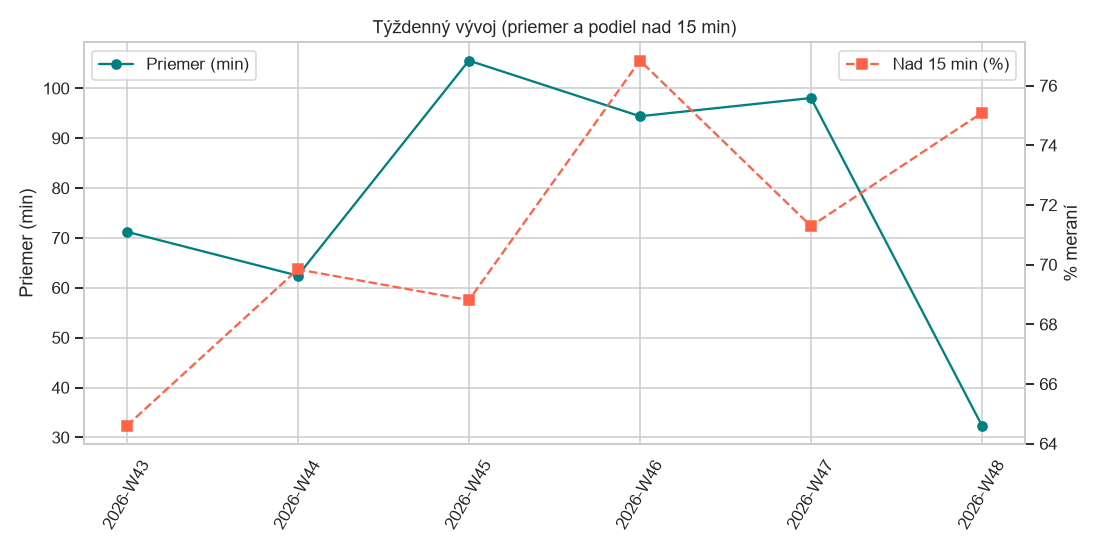 Týždenný vývoj (priemer a podiel nad 15 min)
Priemer (min)
Nad 15 min (%)
Priemer (min)
100
90
80
70
60
50
40
30
76
74
72
70
68
66
64
% meraní
2026-W43
2026-W44
2026-W45
2026-W46
2026-W47
2026-W48